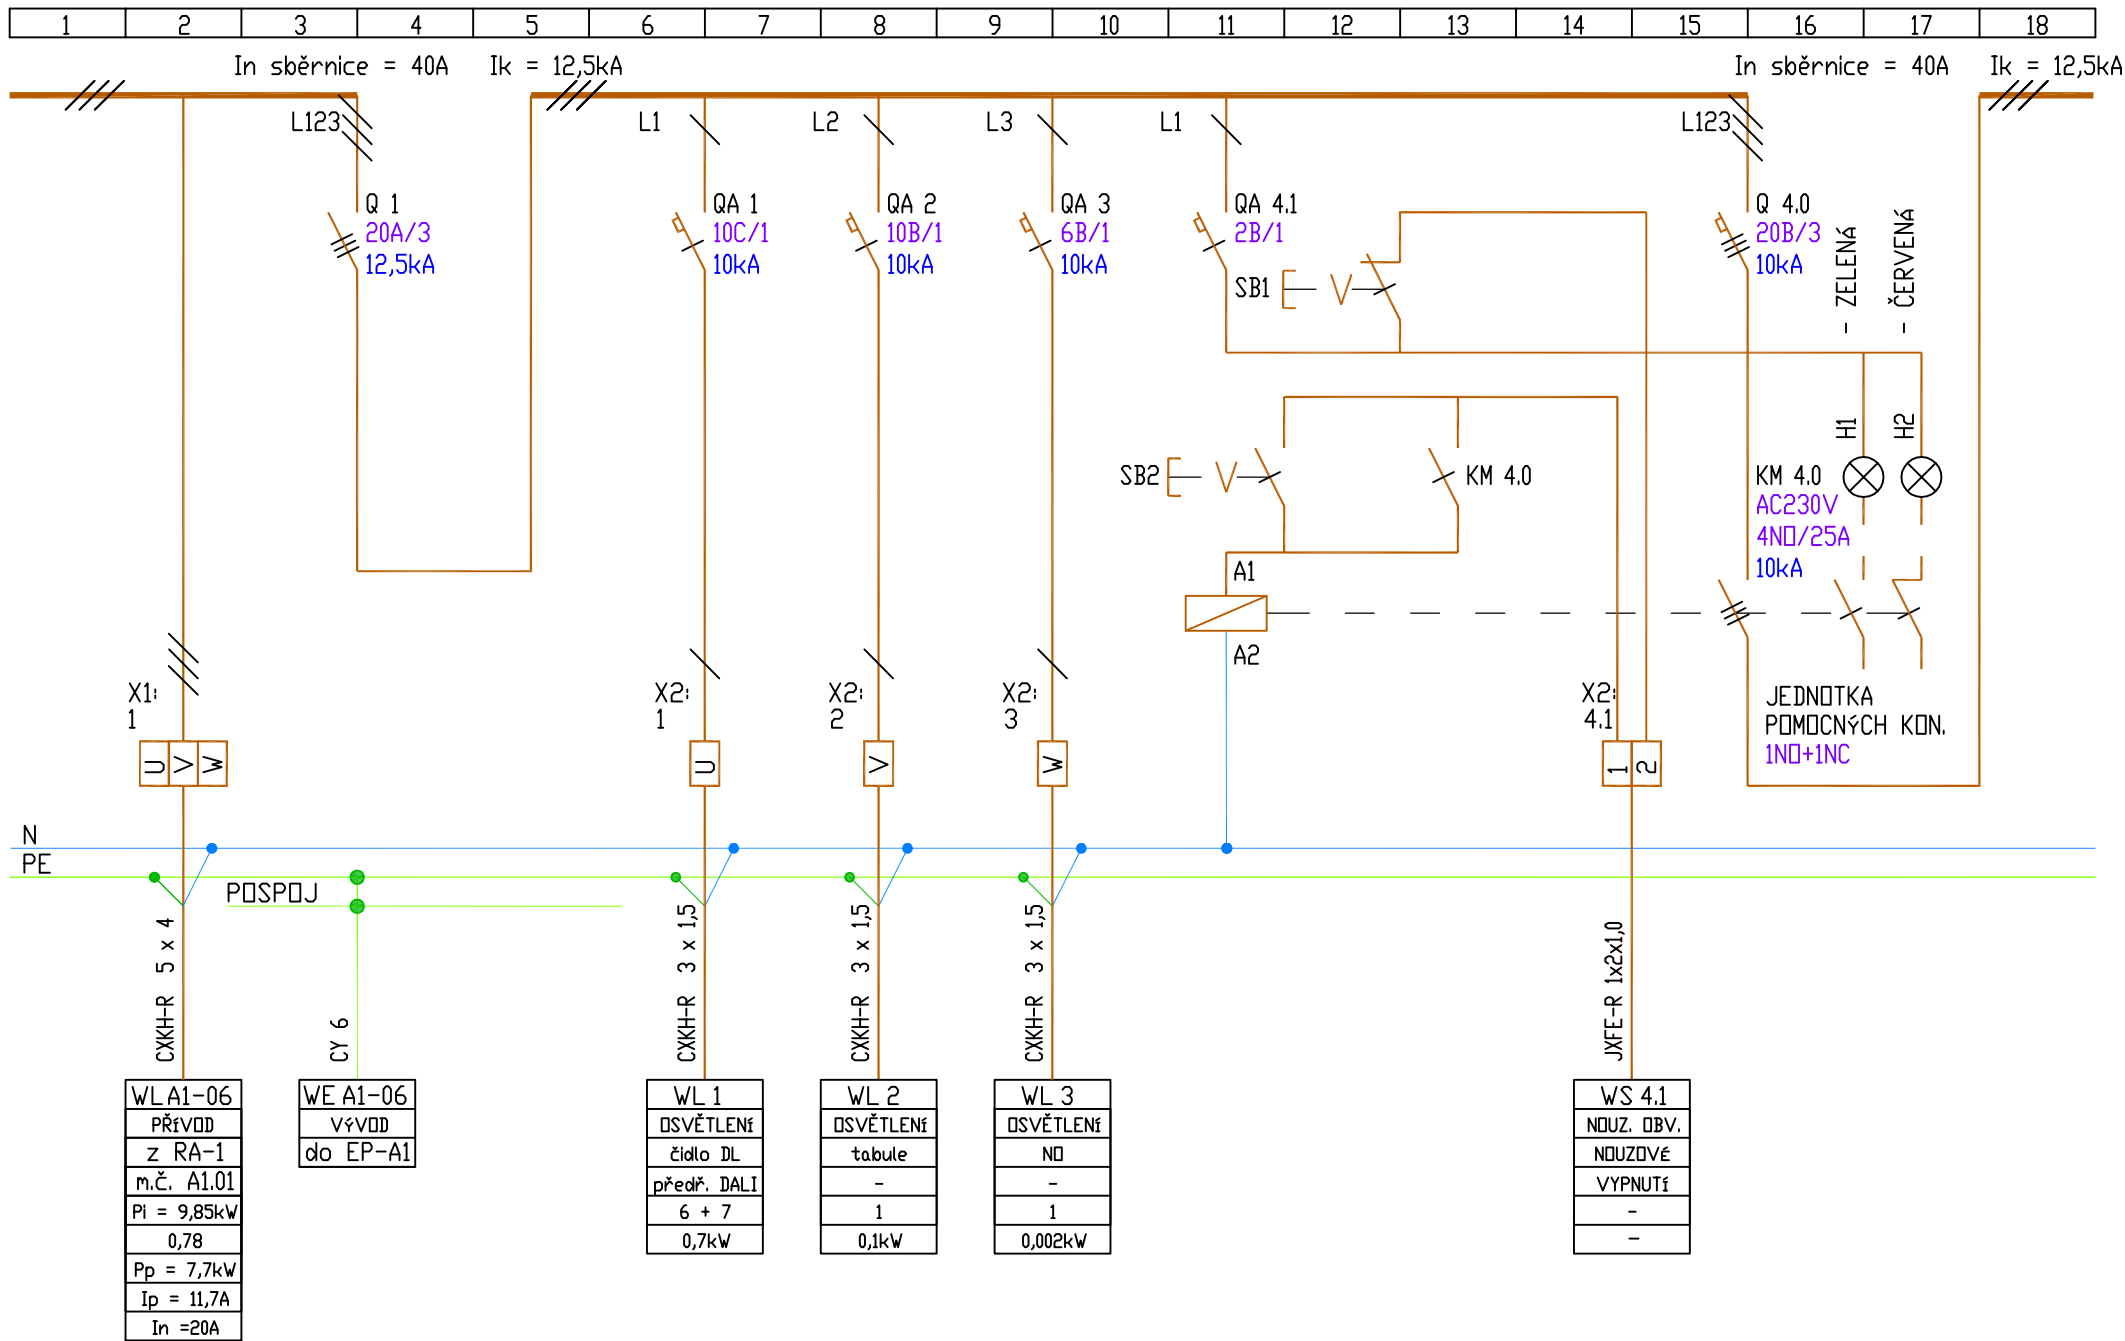 1 2 3 4 5 6 7 8 9 10 11 12 13 14 15 16 17 18
In sběrnice = 40A Ik = 12,5kA
In sběrnice = 40A Ik = 12,5kA
L123
L1
L2
L3
L1
L123
Q 1
20A/3
12,5kA
QA 1
10C/1
10kA
QA 2
10B/1
10kA
QA 3
6B/1
10kA
QA 4.1
2B/1
SB1
Q 4.0
20B/3
10kA
- ZELENÁ
- ČERVENÁ
H1
H2
SB2
KM 4.0
KM 4.0
AC230V
4NO/25A
10kA
A1
A2
X1:
1
X2:
1
X2:
2
X2:
3
X2:
4.1
JEDNOTKA
POMOCNÝCH KON.
1NO+1NC
U V W
U
V
W
1 2
N
PE
POSPOJ
CXKH-R 5 x 4
CY 6
CXKH-R 3 x 1,5
CXKH-R 3 x 1,5
CXKH-R 3 x 1,5
JXFE-R 1x2x1,0
WL A1-06
PŘÍVOD
z RA-1
m.č. A1.01
Pi = 9,85kW
0,78
Pp = 7,7kW
Ip = 11,7A
In =20A
WE A1-06
VÝVOD
do EP-A1
WL 1
OSVĚTLENÍ
čidlo DL
předř. DALI
6 + 7
0,7kW
WL 2
OSVĚTLENÍ
tabule
-
1
0,1kW
WL 3
OSVĚTLENÍ
NO
-
1
0,002kW
WS 4.1
NOUZ. OBV.
NOUZOVÉ
VYPNUTÍ
-
-